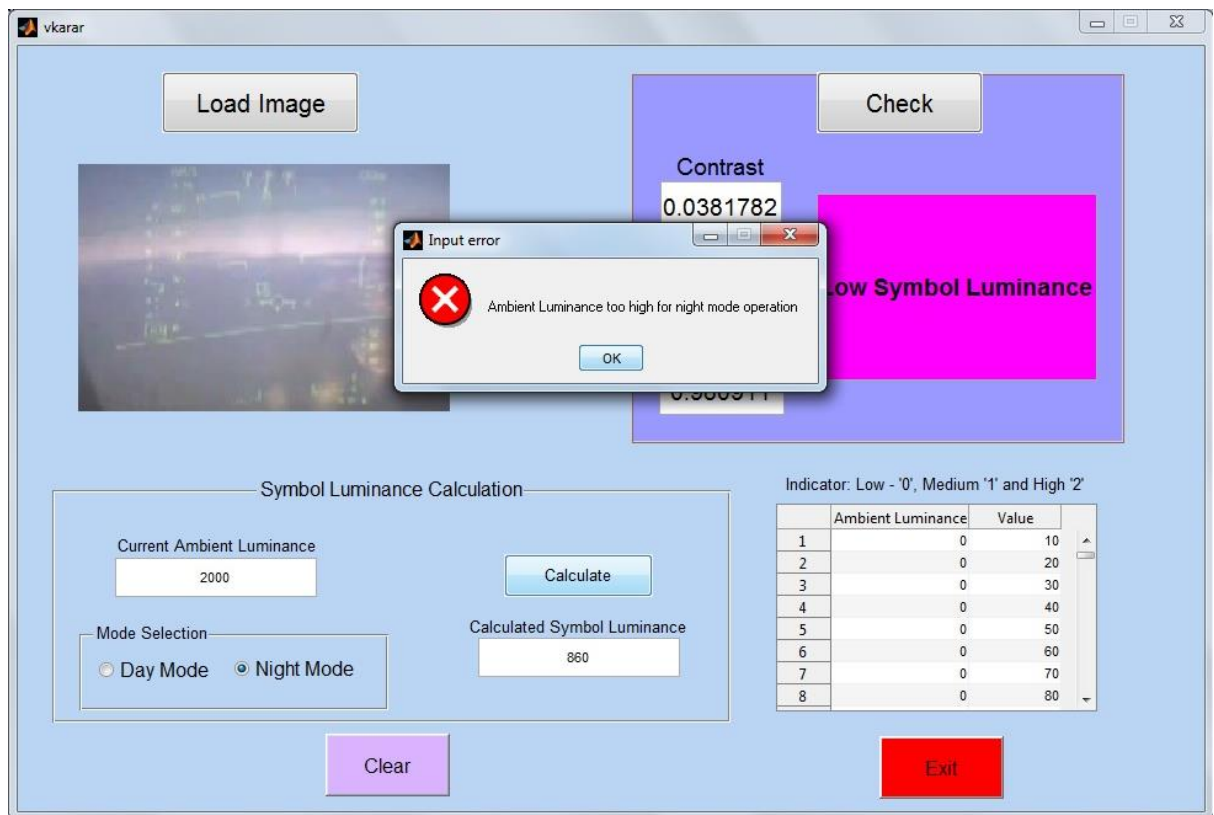 vkarar
Load Image
Check
Contrast
0.0381782
Input error
Ambient Luminance too high for night mode operation
OK
Low Symbol Luminance
Symbol Luminance Calculation
Current Ambient Luminance
2000
Calculate
Mode Selection
Day Mode Night Mode
Calculated Symbol Luminance
860
Indicator: Low - '0', Medium '1' and High '2'
Ambient Luminance Value
1 0 10
2 0 20
3 0 30
4 0 40
5 0 50
6 0 60
7 0 70
8 0 80
Clear
Exit